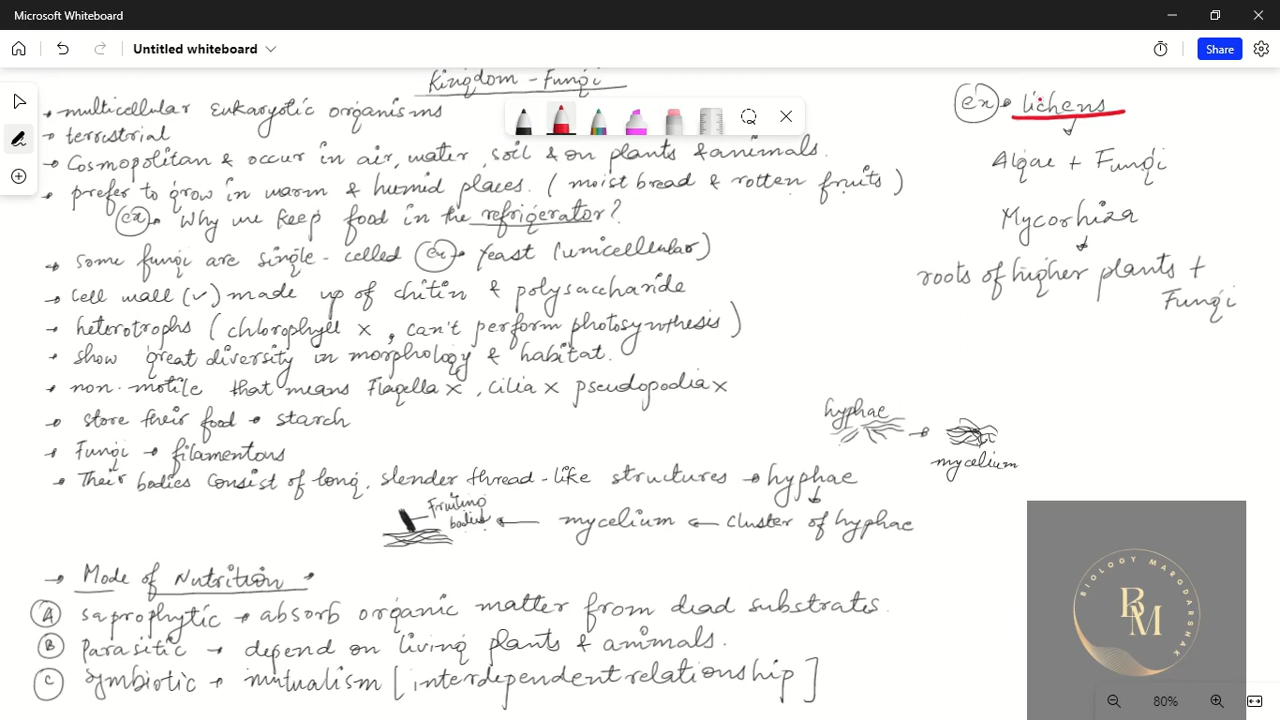 Microsoft Whiteboard
Untitled whiteboard
Share
Kingdom - Fungi
• multicellular eukaryotic organisms
• terristrial
• Cosmopolitan & occur in air, water, soil & on plants & animals.
• prefer to grow in warm & humid places. (moist bread & rotten fruits)
ex Why we keep food in the refrigerator?
some fungi are single-celled ex yeast (unicellular)
cell wall (✓) made up of chitin & polysaccharide
• heterotrophs (chlorophyll x, can't perform photosynthesis)
• show great diversity in morphology & habitat.
• non-motile that means Flagella x, cilia x pseudopodia x
store their food → starch
• Fungi → filamentous
• Their bodies consist of long, slender thread-like structures → hyphae
Fruiting bodies ← mycelium ← cluster of hyphae
→ Mode of Nutrition →
A saprophytic → absorb organic matter from dead substrates.
B Parasitic → depend on living plants & animals.
C Symbiotic → mutualism [interdependent relationship]
ex lichens
Algae + Fungi
Mycorhiza
roots of higher plants +
Fungi
hyphae →
mycelium
BIOLOGY MARGDARSHAK
BM
80%